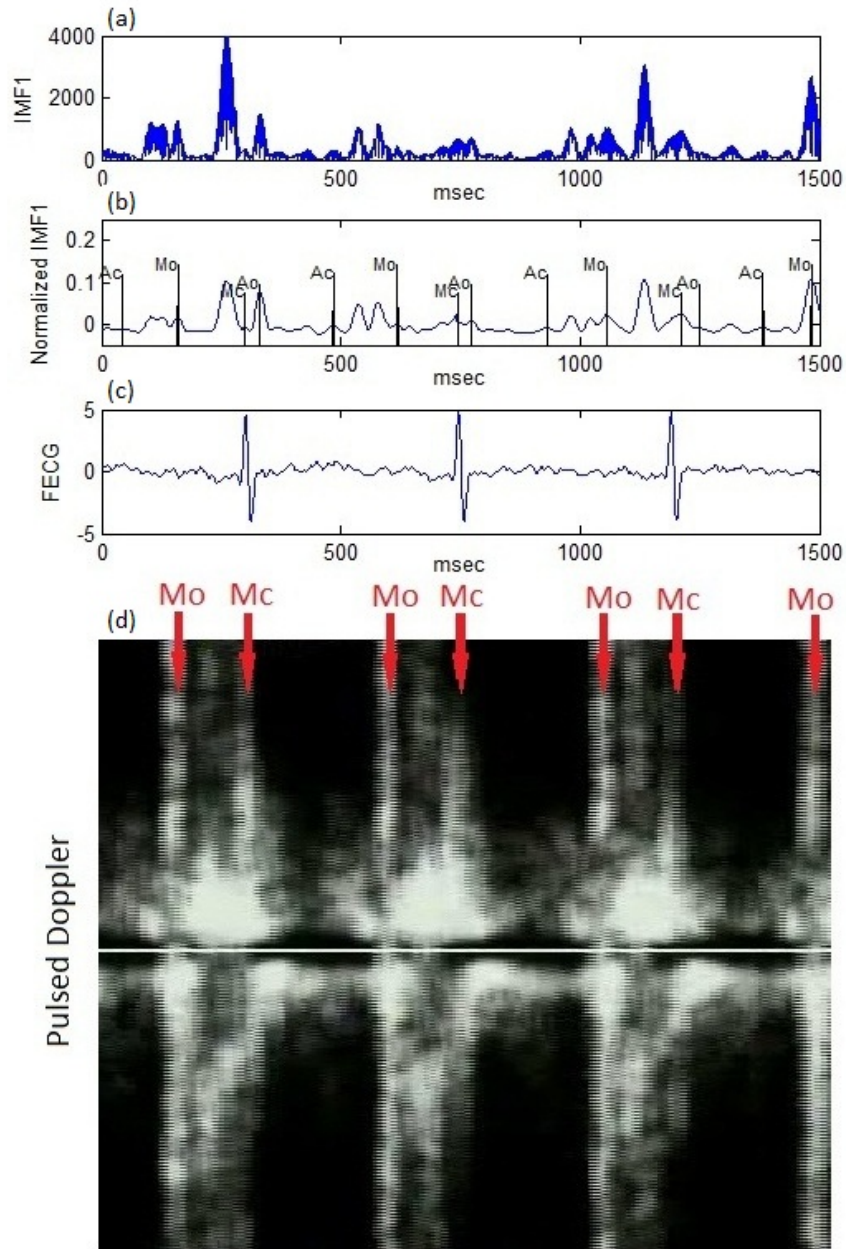 (a)
IMF1
4000
2000
0
0 500 1000 1500
msec
(b)
Normalized IMF1
0.2
0.1
0
Ac Mo Mc Ao Ac Mo Mc Ao Ac Mo Mc Ao Ac Mo
0 500 1000 1500
msec
(c)
FECG
5
0
-5
0 500 1000 1500
msec
Mo Mc Mo Mc Mo Mc Mo
(d)
Pulsed Doppler